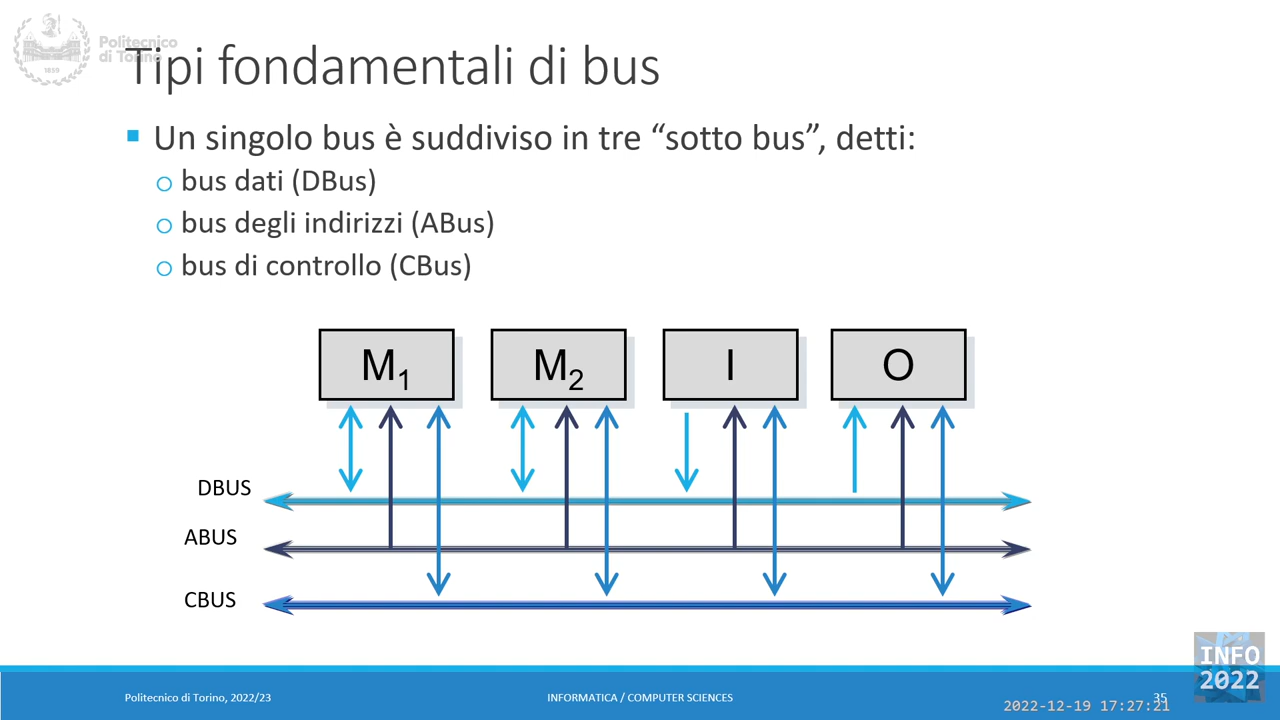 Politecnico
di Torino
1859
Tipi fondamentali di bus
Un singolo bus è suddiviso in tre “sotto bus”, detti:
bus dati (DBus)
bus degli indirizzi (ABus)
bus di controllo (CBus)
M1 M2 I O
DBUS
ABUS
CBUS
INFO
2022
Politecnico di Torino, 2022/23 INFORMATICA / COMPUTER SCIENCES 35
2022-12-19 17:27:21